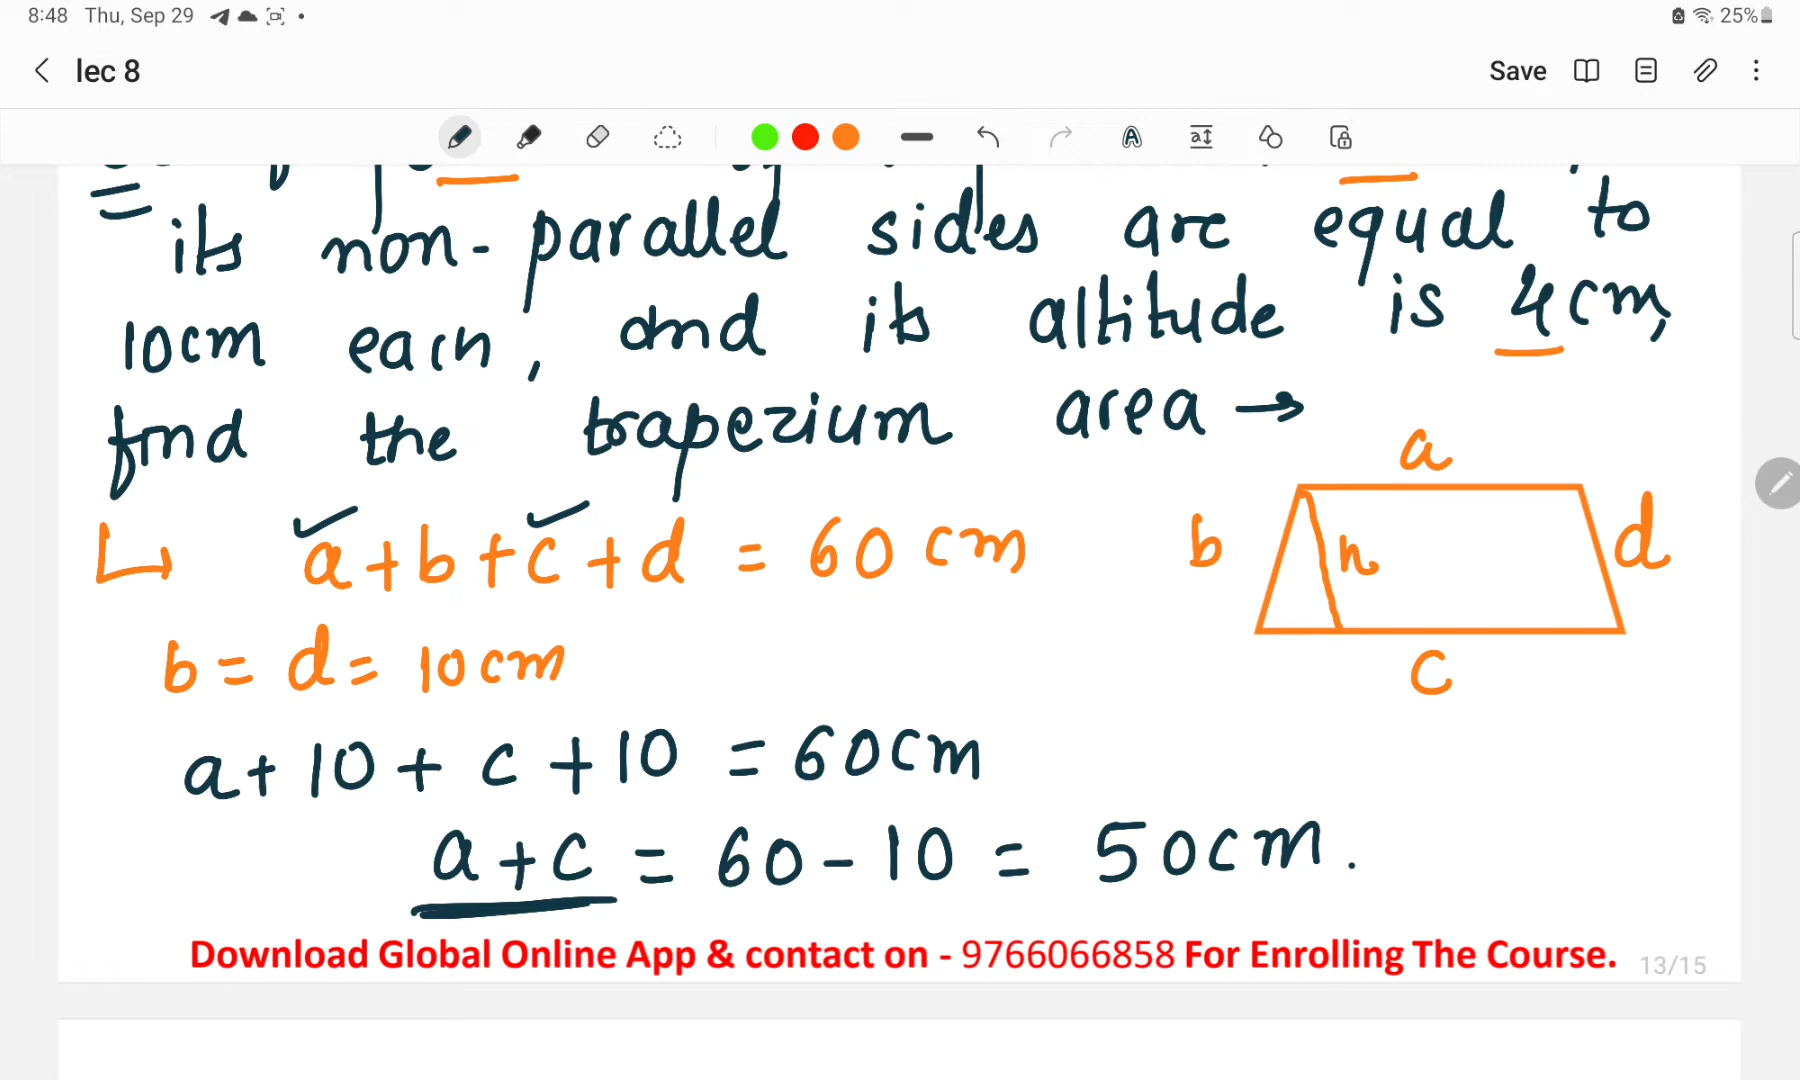 8:48 Thu, Sep 29 25%
lec 8
Save
its non-parallel sides are equal to
10cm each, and its altitude is 4cm,
find the trapezium area →
a
a + b + c + d = 60 cm
b h d
b = d = 10cm
c
a + 10 + c + 10 = 60cm
a + c = 60 - 10 = 50cm.
Download Global Online App & contact on - 9766066858 For Enrolling The Course.
13/15